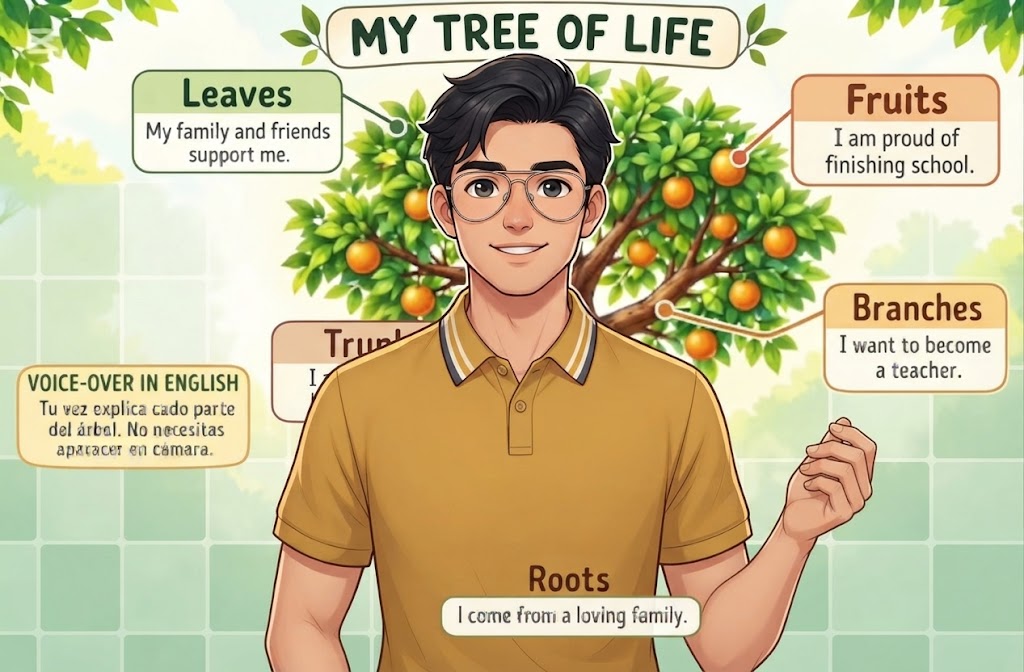 MY TREE OF LIFE
Leaves
My family and friends
support me.
Fruits
I am proud of
finishing school.
Branches
I want to become
a teacher.
VOICE-OVER IN ENGLISH
Tu vez explica cado parte
del árbal. No necesitas
aparacer en cámara.
Roots
I come from a loving family.